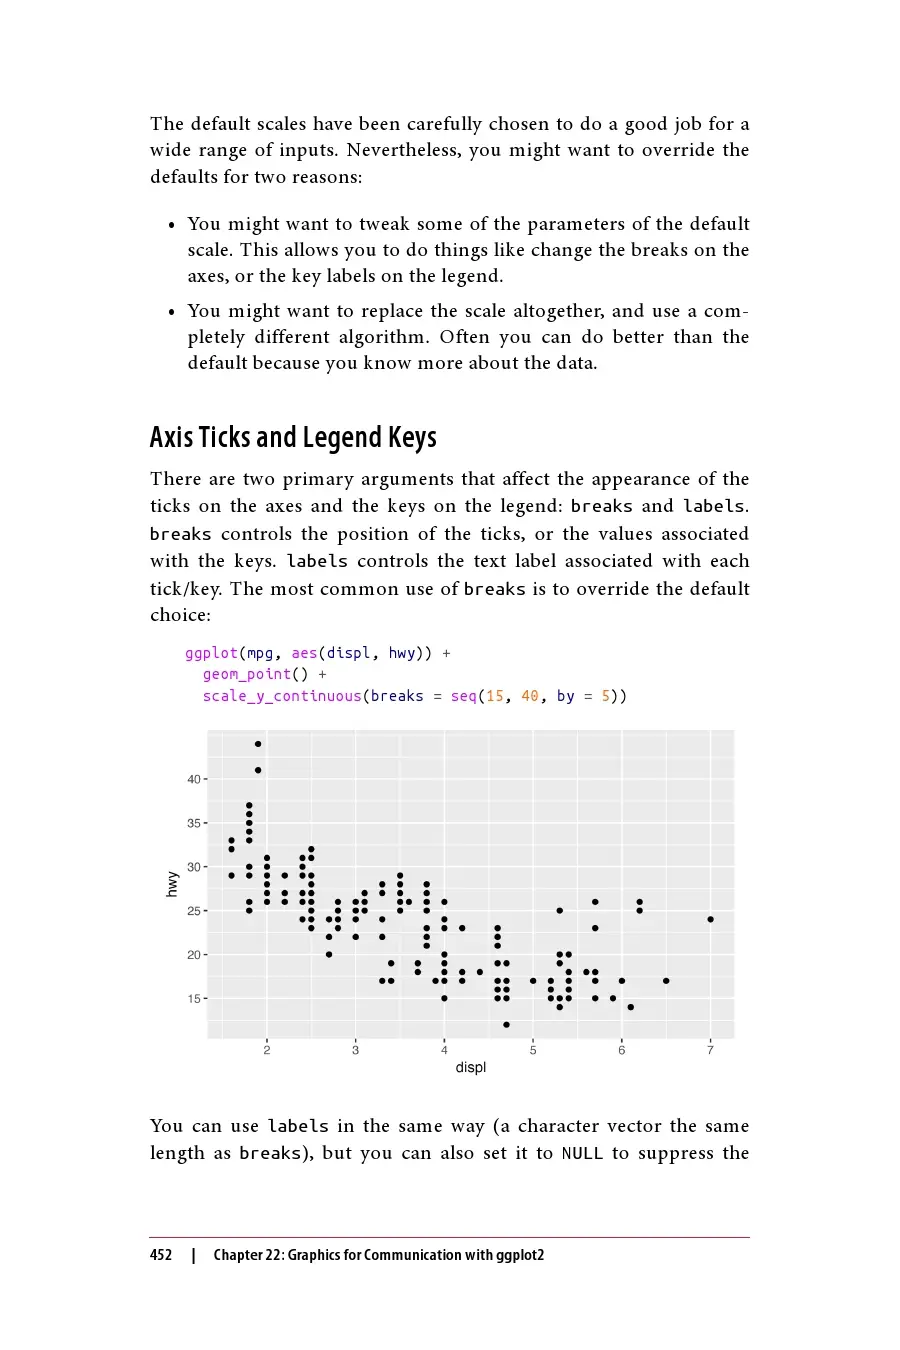 The default scales have been carefully chosen to do a good job for a
wide range of inputs. Nevertheless, you might want to override the
defaults for two reasons:
• You might want to tweak some of the parameters of the default
scale. This allows you to do things like change the breaks on the
axes, or the key labels on the legend.
• You might want to replace the scale altogether, and use a com-
pletely different algorithm. Often you can do better than the
default because you know more about the data.
Axis Ticks and Legend Keys
There are two primary arguments that affect the appearance of the
ticks on the axes and the keys on the legend: breaks and labels.
breaks controls the position of the ticks, or the values associated
with the keys. labels controls the text label associated with each
tick/key. The most common use of breaks is to override the default
choice:
ggplot(mpg, aes(displ, hwy)) +
  geom_point() +
  scale_y_continuous(breaks = seq(15, 40, by = 5))
40
35
30
hwy
25
20
15
2 3 4 5 6 7
displ
You can use labels in the same way (a character vector the same
length as breaks), but you can also set it to NULL to suppress the
452 | Chapter 22: Graphics for Communication with ggplot2